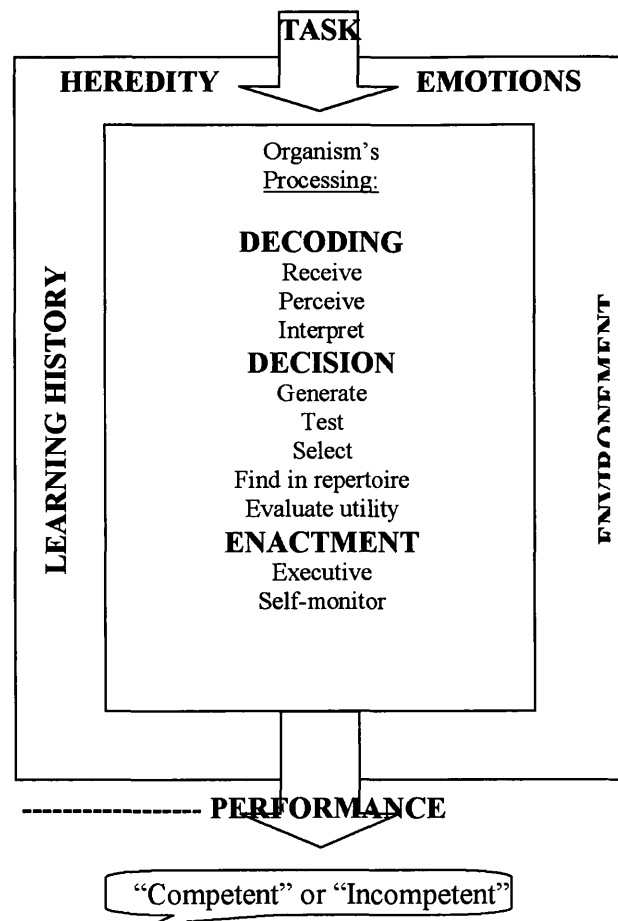 TASK
HEREDITY EMOTIONS
Organism's
Processing:
DECODING
Receive
Perceive
Interpret
DECISION
Generate
Test
Select
Find in repertoire
Evaluate utility
ENACTMENT
Executive
Self-monitor
LEARNING HISTORY
ENVIRONEMENT
PERFORMANCE
"Competent" or "Incompetent"